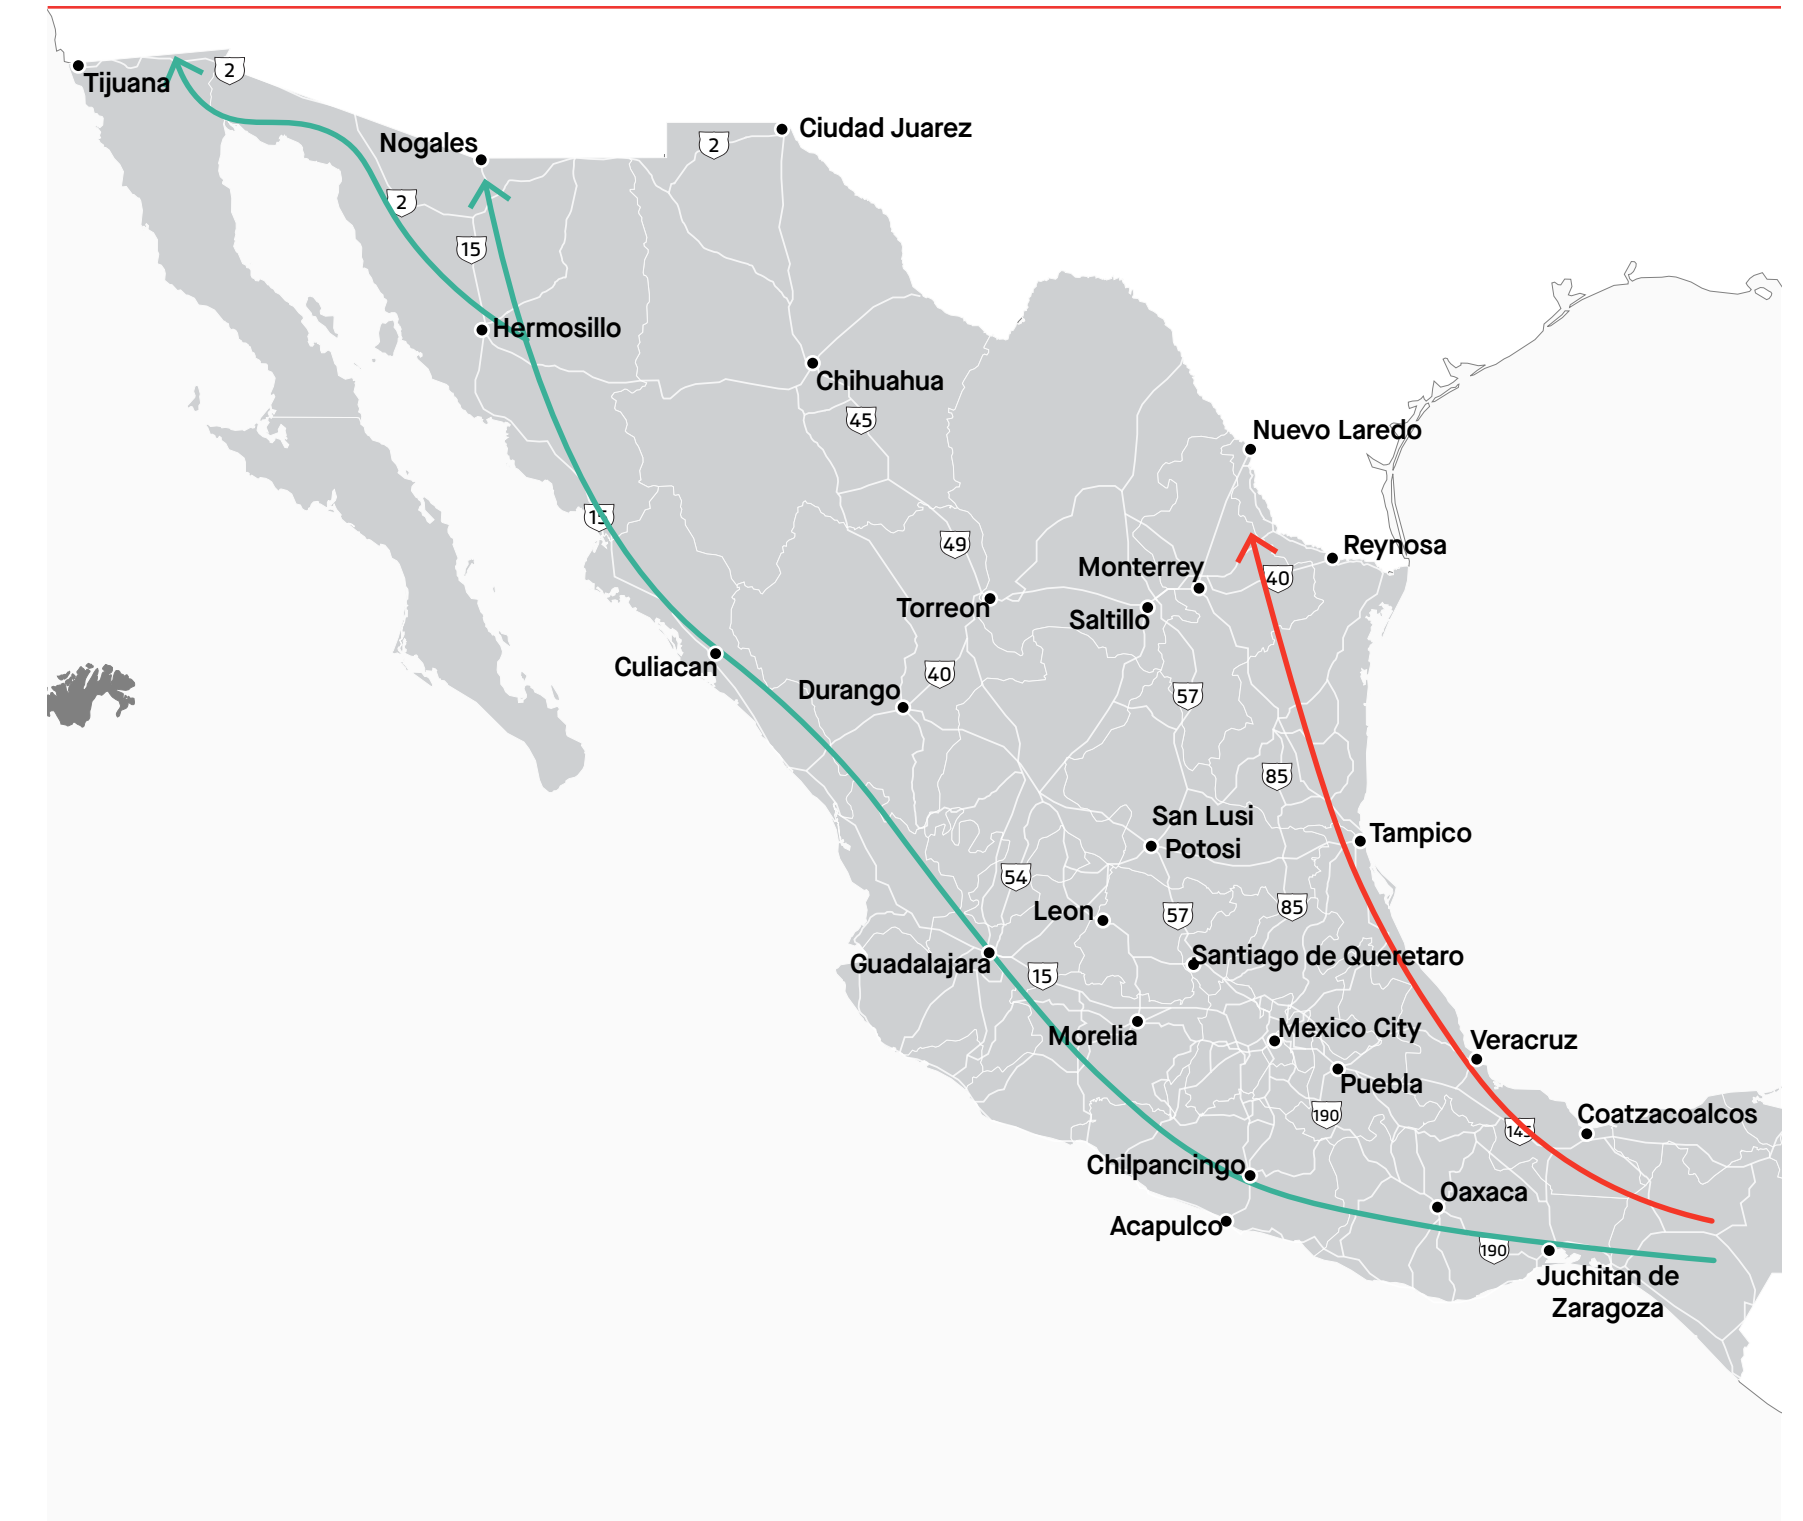 Tijuana
2
Nogales
2
Ciudad Juarez
2
15
Hermosillo
Chihuahua
45
Nuevo Laredo
15
49
Reynosa
Monterrey
40
Torreon
Saltillo
Culiacan
40
Durango
57
85
San Lusi
Potosi
Tampico
54
Leon
57
85
Guadalajara
15
Santiago de Queretaro
Morelia
Mexico City
Veracruz
Puebla
190
145
Coatzacoalcos
Chilpancingo
Oaxaca
Acapulco
190
Juchitan de
Zaragoza